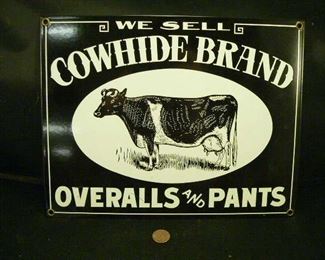 WE SELL
COWHIDE BRAND
OVERALLS AND PANTS